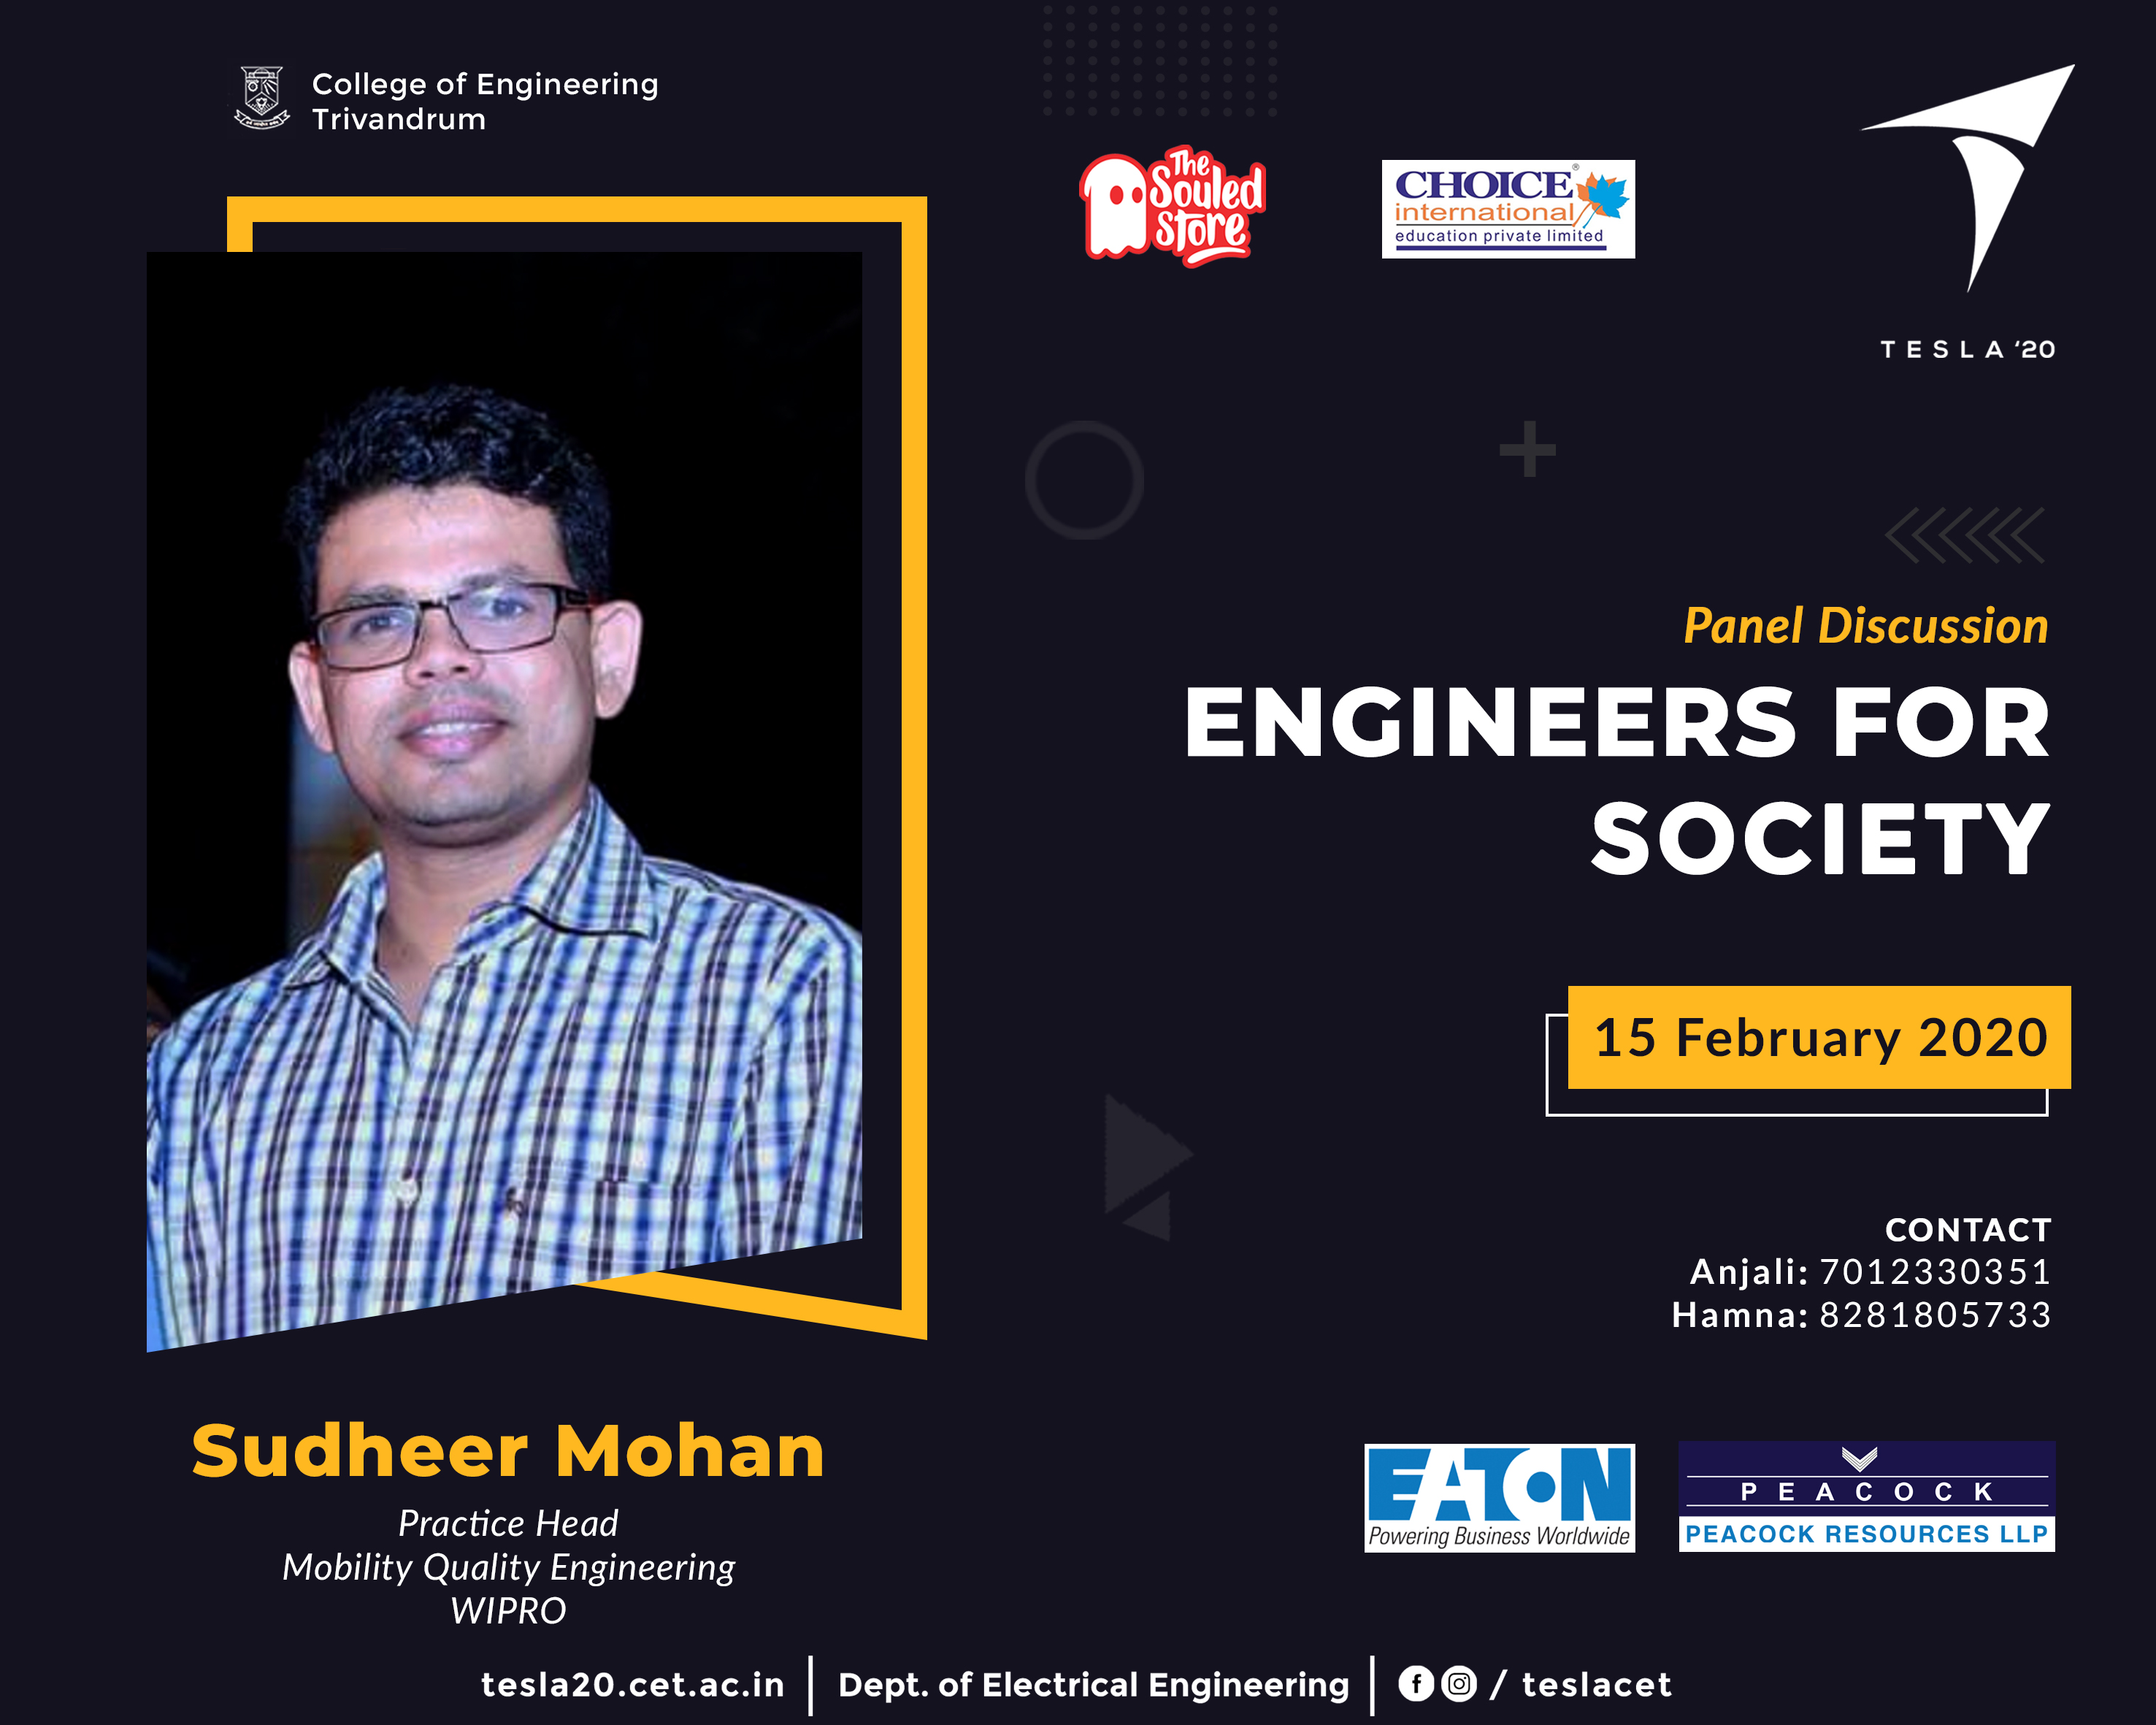 College of Engineering
Trivandrum
The
Souled
Store
CHOICE®
international
education private limited
TESLA '20
Panel Discussion
ENGINEERS FOR
SOCIETY
15 February 2020
CONTACT
Anjali: 7012330351
Hamna: 8281805733
Sudheer Mohan
Practice Head
Mobility Quality Engineering
WIPRO
EATON
Powering Business Worldwide
PEACOCK
PEACOCK RESOURCES LLP
tesla20.cet.ac.in | Dept. of Electrical Engineering | / teslacet